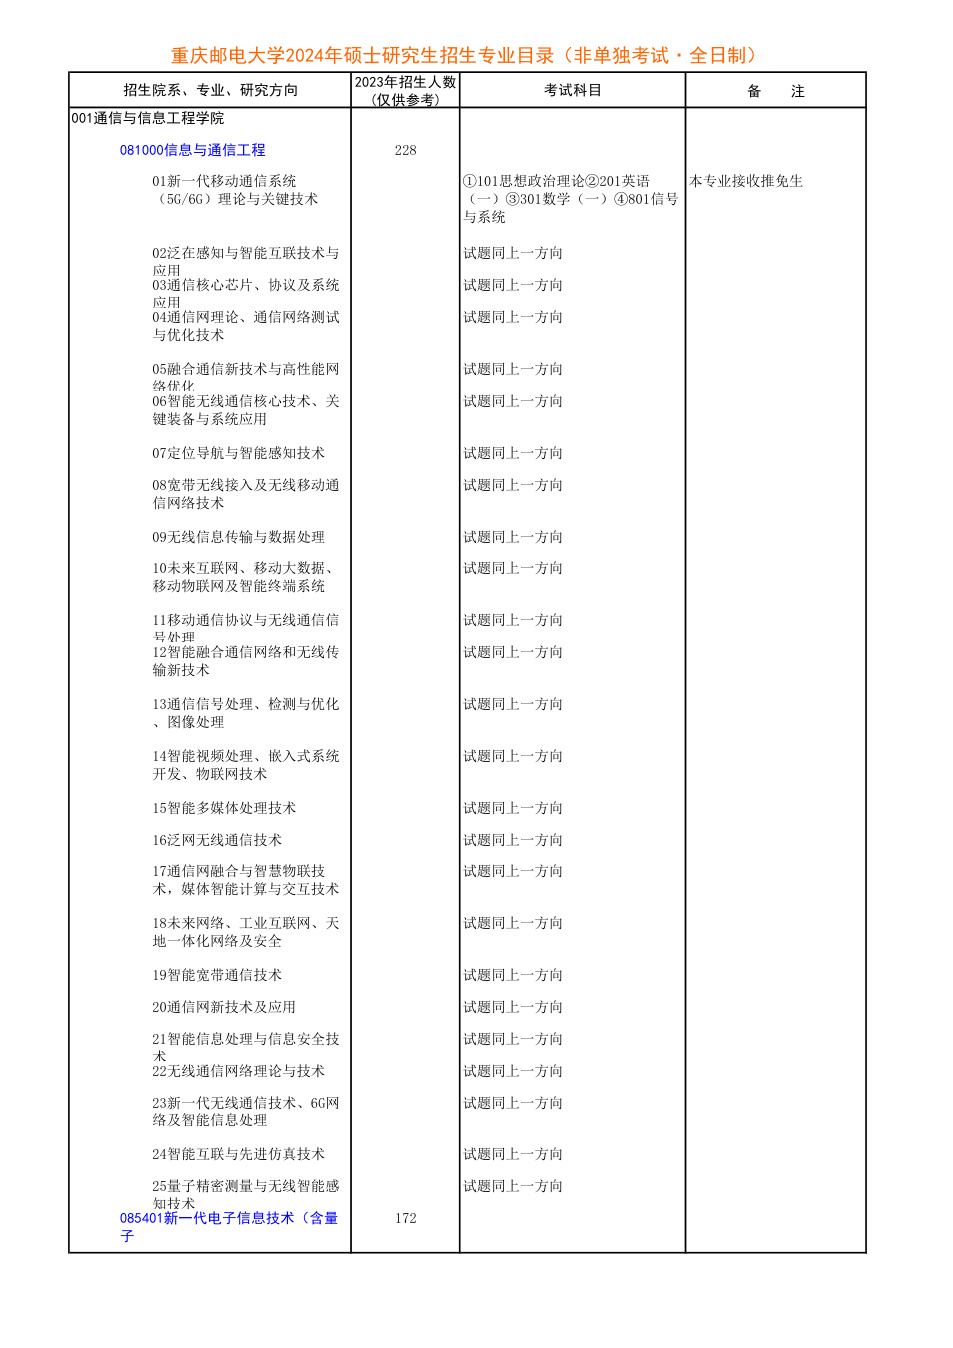 重庆邮电大学2024年硕士研究生招生专业目录（非单独考试·全日制）
招生院系、专业、研究方向
2023年招生人数
(仅供参考)
考试科目
备 注
001通信与信息工程学院
081000信息与通信工程
228
01新一代移动通信系统
（5G/6G）理论与关键技术
①101思想政治理论②201英语
（一）③301数学（一）④801信号
与系统
本专业接收推免生
02泛在感知与智能互联技术与
应用
试题同上一方向
03通信核心芯片、协议及系统
应用
试题同上一方向
04通信网理论、通信网络测试
与优化技术
试题同上一方向
05融合通信新技术与高性能网
络优化
试题同上一方向
06智能无线通信核心技术、关
键装备与系统应用
试题同上一方向
07定位导航与智能感知技术
试题同上一方向
08宽带无线接入及无线移动通
信网络技术
试题同上一方向
09无线信息传输与数据处理
试题同上一方向
10未来互联网、移动大数据、
移动物联网及智能终端系统
试题同上一方向
11移动通信协议与无线通信信
号处理
试题同上一方向
12智能融合通信网络和无线传
输新技术
试题同上一方向
13通信信号处理、检测与优化
、图像处理
试题同上一方向
14智能视频处理、嵌入式系统
开发、物联网技术
试题同上一方向
15智能多媒体处理技术
试题同上一方向
16泛网无线通信技术
试题同上一方向
17通信网融合与智慧物联技
术，媒体智能计算与交互技术
试题同上一方向
18未来网络、工业互联网、天
地一体化网络及安全
试题同上一方向
19智能宽带通信技术
试题同上一方向
20通信网新技术及应用
试题同上一方向
21智能信息处理与信息安全技
术
试题同上一方向
22无线通信网络理论与技术
试题同上一方向
23新一代无线通信技术、6G网
络及智能信息处理
试题同上一方向
24智能互联与先进仿真技术
试题同上一方向
25量子精密测量与无线智能感
知技术
试题同上一方向
085401新一代电子信息技术（含量
子
172